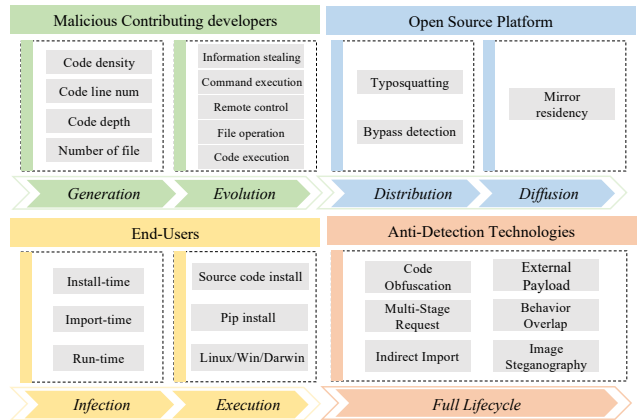 Malicious Contributing developers
Code density
Code line num
Code depth
Number of file
Information stealing
Command execution
Remote control
File operation
Code execution
Generation
Evolution
Open Source Platform
Typosquatting
Bypass detection
Mirror
residency
Distribution
Diffusion
End-Users
Install-time
Import-time
Run-time
Source code install
Pip install
Linux/Win/Darwin
Infection
Execution
Anti-Detection Technologies
Code
Obfuscation
External
Payload
Multi-Stage
Request
Behavior
Overlap
Indirect Import
Image
Steganography
Full Lifecycle